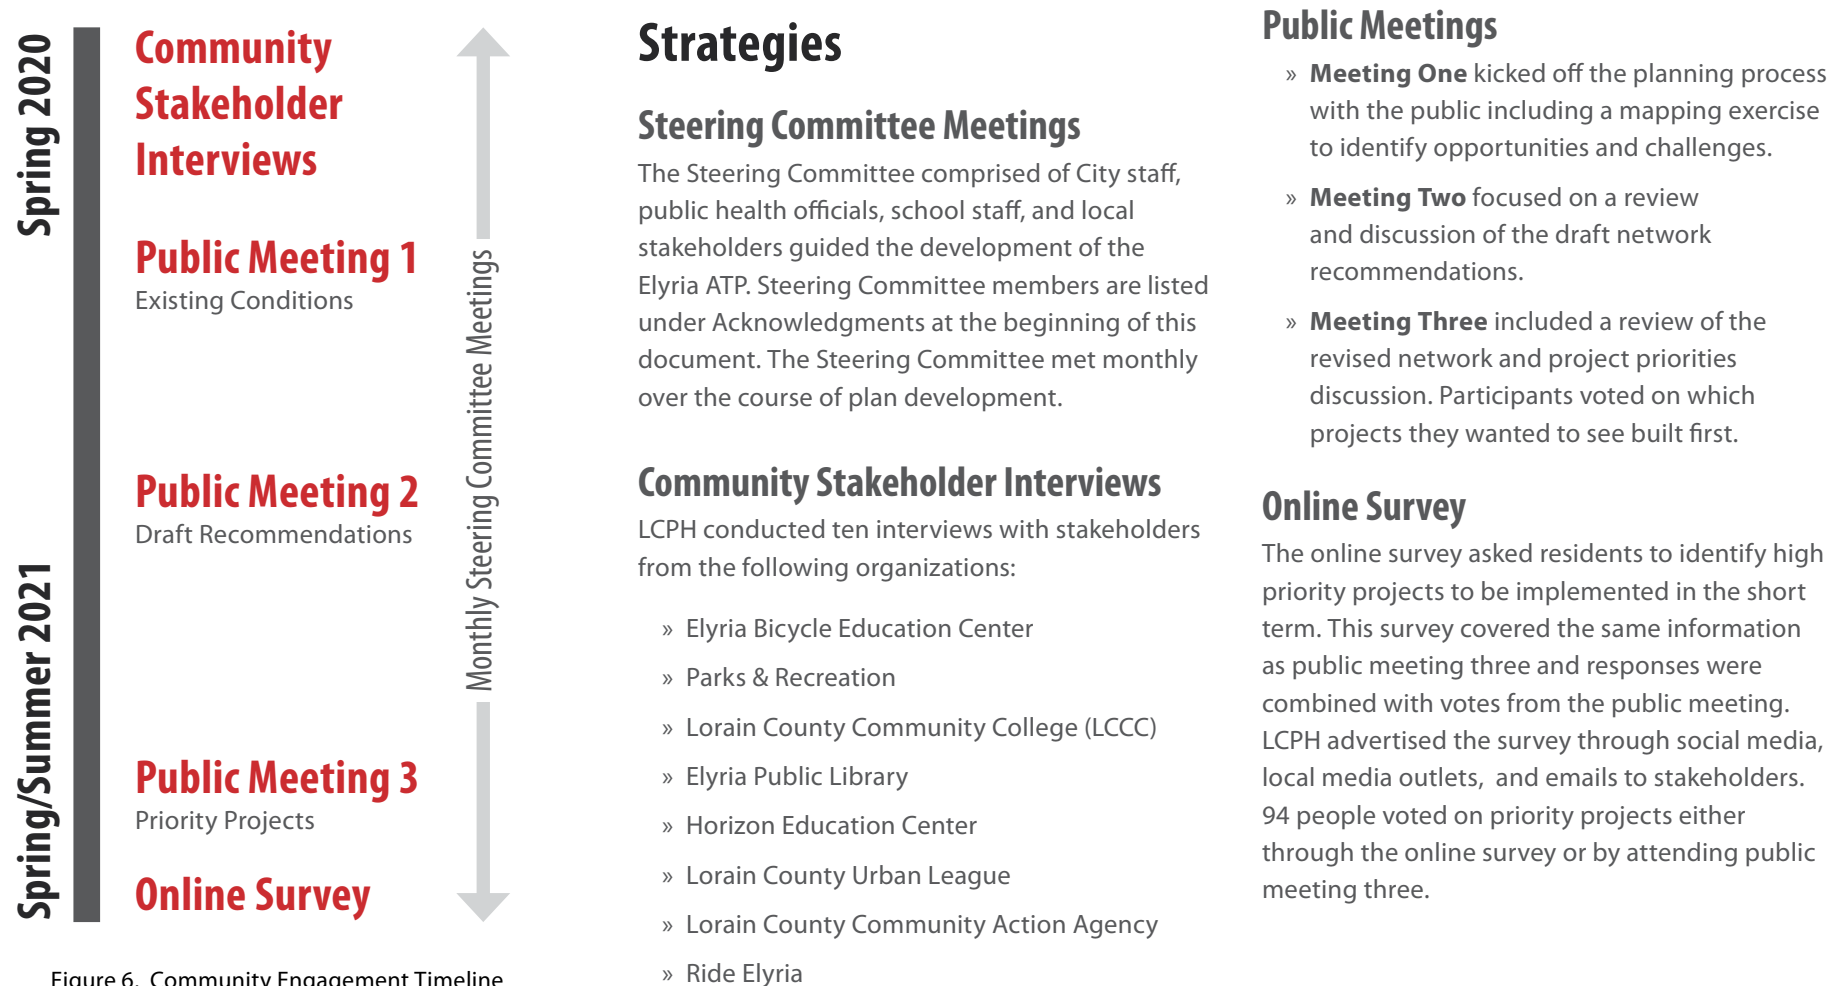 Spring 2020
Spring/Summer 2021
Community
Stakeholder
Interviews
Public Meeting 1
Existing Conditions
Public Meeting 2
Draft Recommendations
Public Meeting 3
Priority Projects
Online Survey
Monthly Steering Committee Meetings
Figure 6. Community Engagement Timeline
Strategies
Steering Committee Meetings
The Steering Committee comprised of City staff,
public health officials, school staff, and local
stakeholders guided the development of the
Elyria ATP. Steering Committee members are listed
under Acknowledgments at the beginning of this
document. The Steering Committee met monthly
over the course of plan development.
Community Stakeholder Interviews
LCPH conducted ten interviews with stakeholders
from the following organizations:
» Elyria Bicycle Education Center
» Parks & Recreation
» Lorain County Community College (LCCC)
» Elyria Public Library
» Horizon Education Center
» Lorain County Urban League
» Lorain County Community Action Agency
» Ride Elyria
Public Meetings
» Meeting One kicked off the planning process
with the public including a mapping exercise
to identify opportunities and challenges.
» Meeting Two focused on a review
and discussion of the draft network
recommendations.
» Meeting Three included a review of the
revised network and project priorities
discussion. Participants voted on which
projects they wanted to see built first.
Online Survey
The online survey asked residents to identify high
priority projects to be implemented in the short
term. This survey covered the same information
as public meeting three and responses were
combined with votes from the public meeting.
LCPH advertised the survey through social media,
local media outlets, and emails to stakeholders.
94 people voted on priority projects either
through the online survey or by attending public
meeting three.